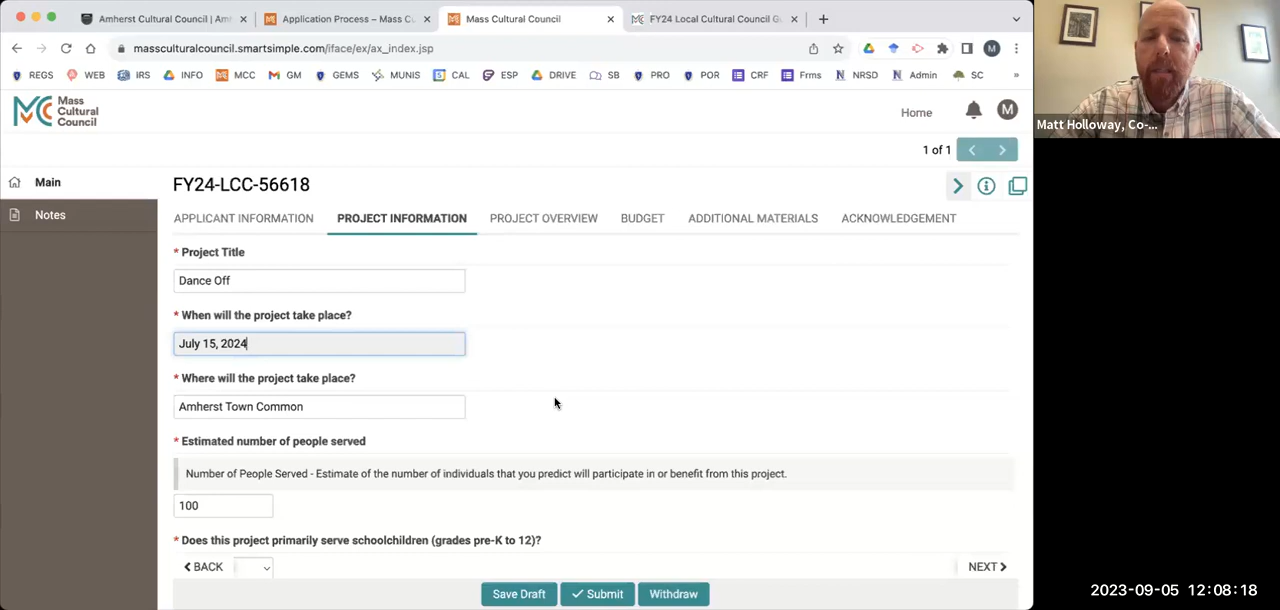 Amherst Cultural Council | Am
Application Process – Mass C
Mass Cultural Council
FY24 Local Cultural Council G
massculturalcouncil.smartsimple.com/iface/ex/ax_index.jsp
M
REGS WEB IRS INFO MCC GM GEMS MUNIS CAL ESP DRIVE SB PRO POR CRF Frms NRSD Admin SC »
Mass
Cultural
Council
Home
M
1 of 1
Main
Notes
FY24-LCC-56618
APPLICANT INFORMATION PROJECT INFORMATION PROJECT OVERVIEW BUDGET ADDITIONAL MATERIALS ACKNOWLEDGEMENT
* Project Title
Dance Off
* When will the project take place?
July 15, 2024
* Where will the project take place?
Amherst Town Common
* Estimated number of people served
Number of People Served - Estimate of the number of individuals that you predict will participate in or benefit from this project.
100
* Does this project primarily serve schoolchildren (grades pre-K to 12)?
BACK
NEXT
Save Draft Submit Withdraw
Matt Holloway, Co-...
2023-09-05 12:08:18